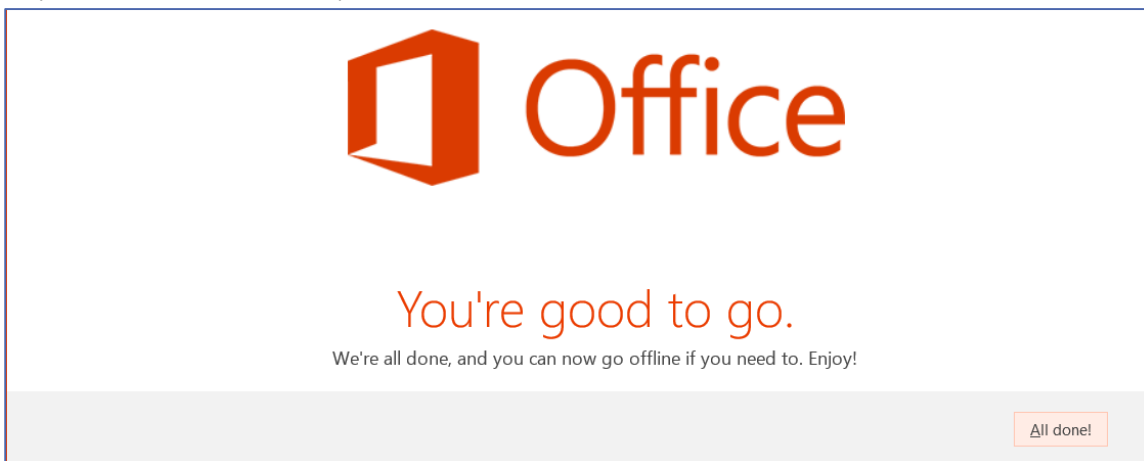 Office
You're good to go.
We're all done, and you can now go offline if you need to. Enjoy!
All done!